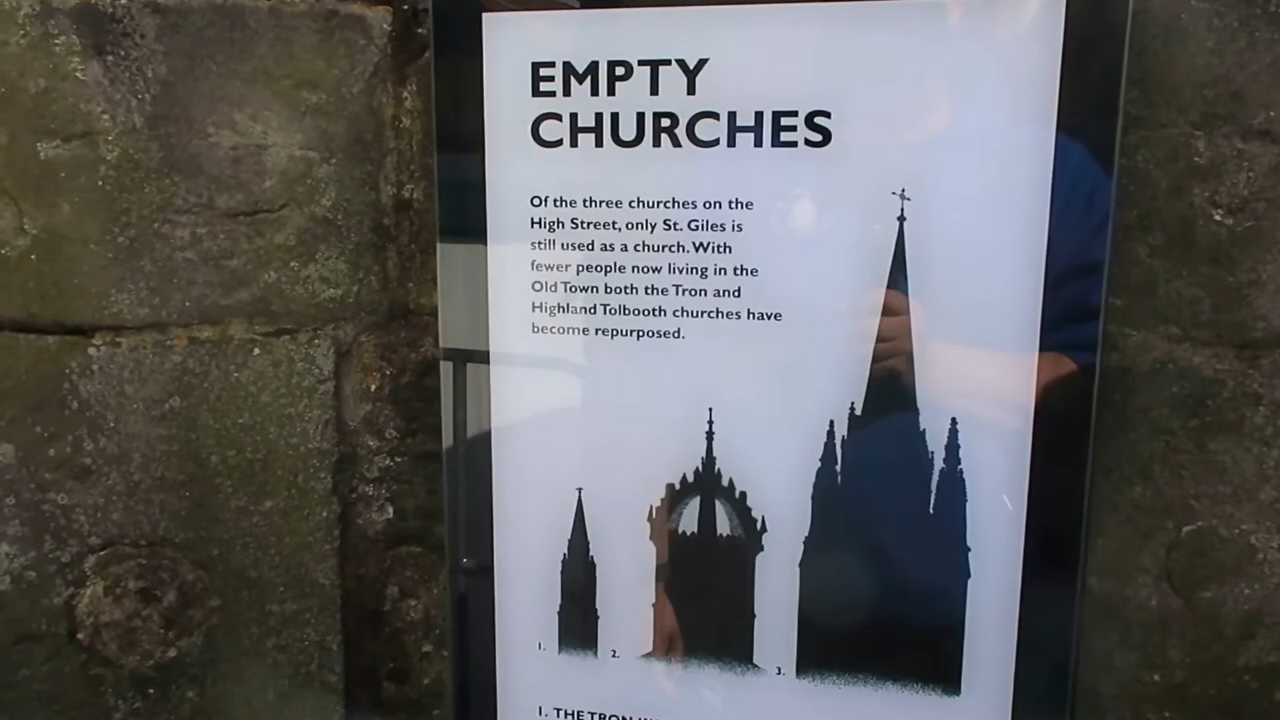 EMPTY
CHURCHES
Of the three churches on the
High Street, only St. Giles is
still used as a church. With
fewer people now living in the
Old Town both the Tron and
Highland Tolbooth churches have
become repurposed.
1.
2.
3.
1. THE TRON